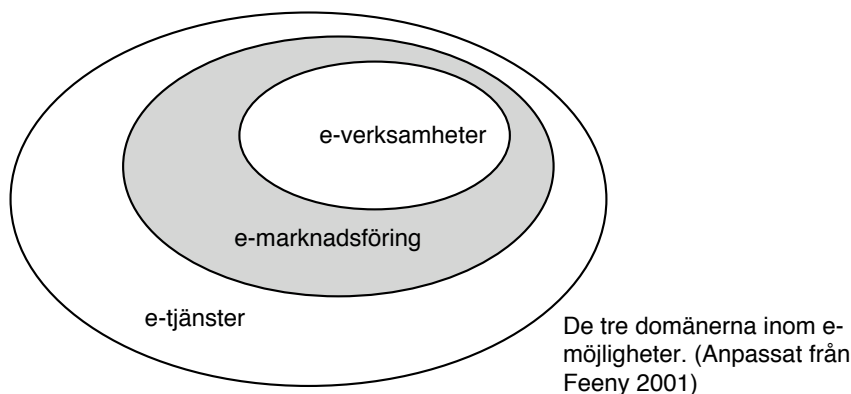 e-verksamheter
e-marknadsföring
e-tjänster
De tre domänerna inom e-
möjligheter. (Anpassat från
Feeny 2001)